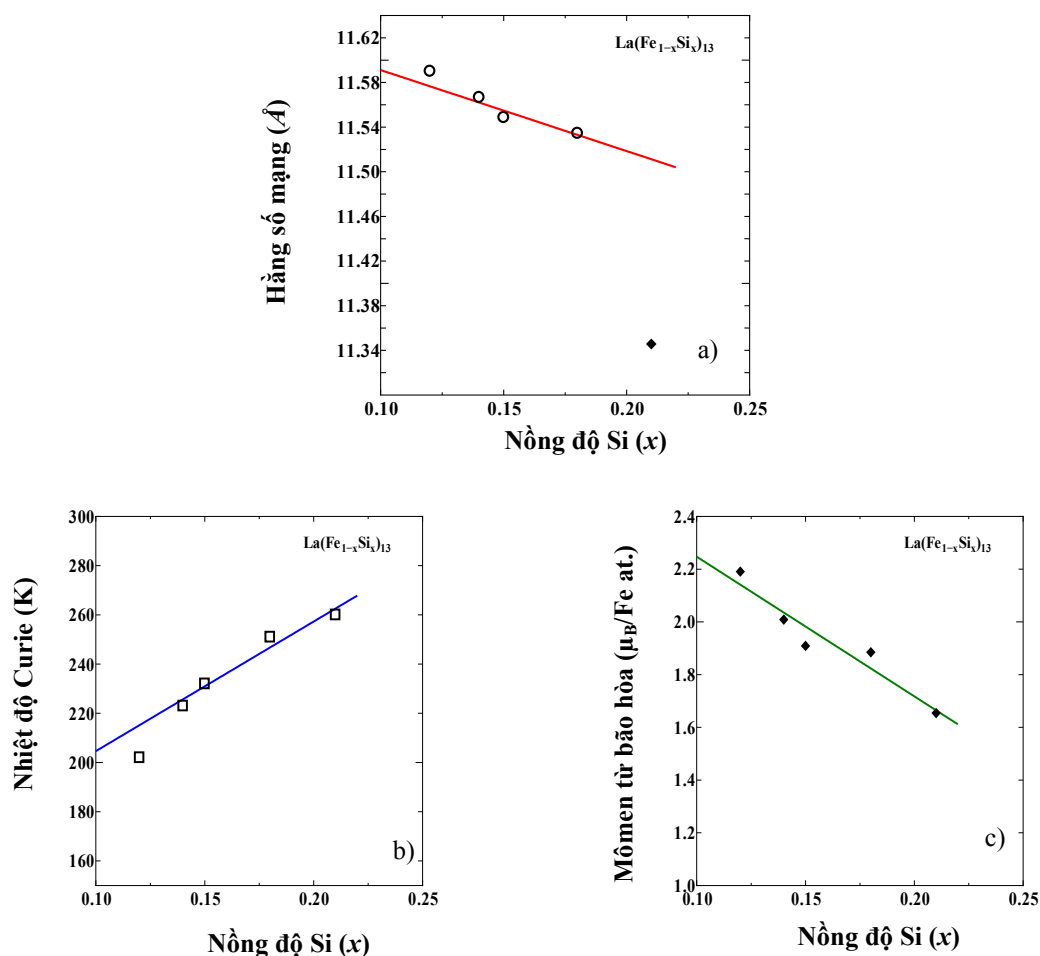 11.62
La(Fe1−xSix)13
11.58
11.54
11.50
11.46
11.42
11.38
11.34
Hằng số mạng (Å)
a)
0.10 0.15 0.20 0.25
Nồng độ Si (x)
300
La(Fe1−xSix)13
280
260
240
220
200
180
160
Nhiệt độ Curie (K)
b)
0.10 0.15 0.20 0.25
Nồng độ Si (x)
2.4
La(Fe1−xSix)13
2.2
2.0
1.8
1.6
1.4
1.2
1.0
Mômen từ bão hòa (μB/Fe at.)
c)
0.10 0.15 0.20 0.25
Nồng độ Si (x)